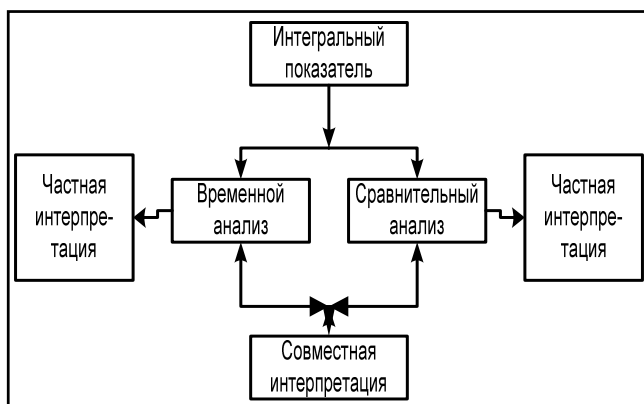 Интегральный
показатель
Частная
интерпре-
тация
Временной
анализ
Сравнительный
анализ
Частная
интерпре-
тация
Совместная
интерпретация